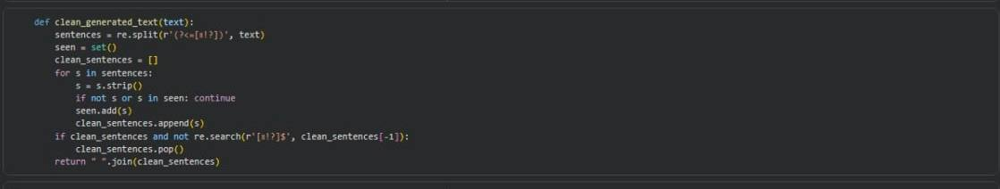 def clean_generated_text(text):
sentences = re.split(r'(?<=[။!?])', text)
seen = set()
clean_sentences = []
for s in sentences:
s = s.strip()
if not s or s in seen: continue
seen.add(s)
clean_sentences.append(s)
if clean_sentences and not re.search(r'[။!?]$', clean_sentences[-1]):
clean_sentences.pop()
return " ".join(clean_sentences)